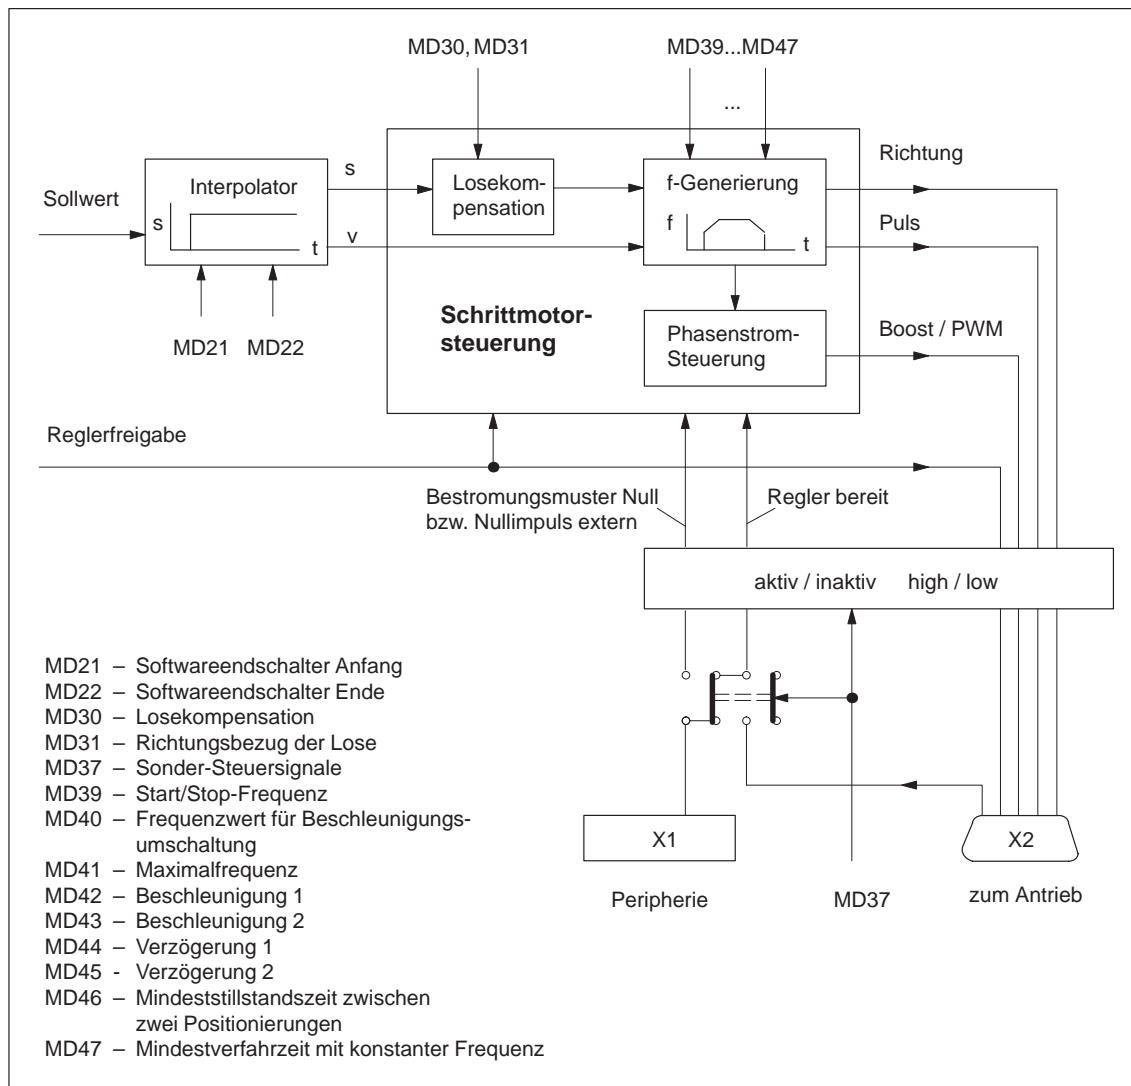 MD30, MD31
MD39...MD47
...
Richtung
Interpolator
s
Losekom-
pensation
f-Generierung
Sollwert
s
t
v
f
t
Puls
Schrittmotor-
steuerung
Phasenstrom-
Steuerung
Boost / PWM
MD21
MD22
Reglerfreigabe
Bestromungsmuster Null
bzw. Nullimpuls extern
Regler bereit
aktiv / inaktiv high / low
MD21 – Softwareendschalter Anfang
MD22 – Softwareendschalter Ende
MD30 – Losekompensation
MD31 – Richtungsbezug der Lose
MD37 – Sonder-Steuersignale
MD39 – Start/Stop-Frequenz
MD40 – Frequenzwert für Beschleunigungs-
umschaltung
MD41 – Maximalfrequenz
MD42 – Beschleunigung 1
MD43 – Beschleunigung 2
MD44 – Verzögerung 1
MD45 - Verzögerung 2
MD46 – Mindeststillstandszeit zwischen
zwei Positionierungen
MD47 – Mindestverfahrzeit mit konstanter Frequenz
X1
X2
Peripherie
MD37
zum Antrieb